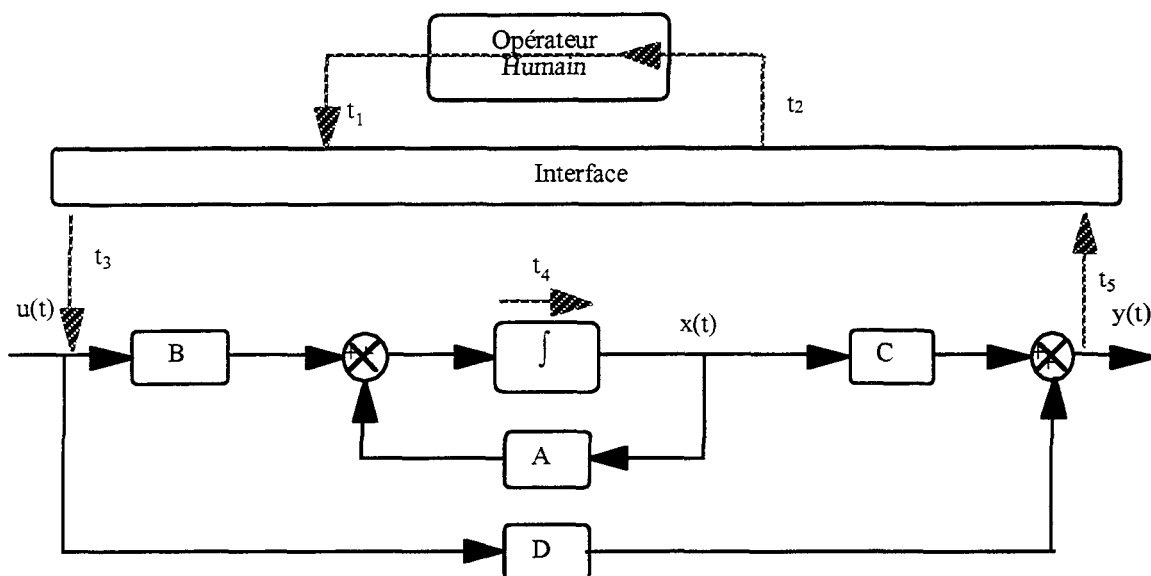 Opérateur
Humain
t1
t2
Interface
t3
t4
t5
u(t)
x(t)
y(t)
B
++
∫
C
++
A
D